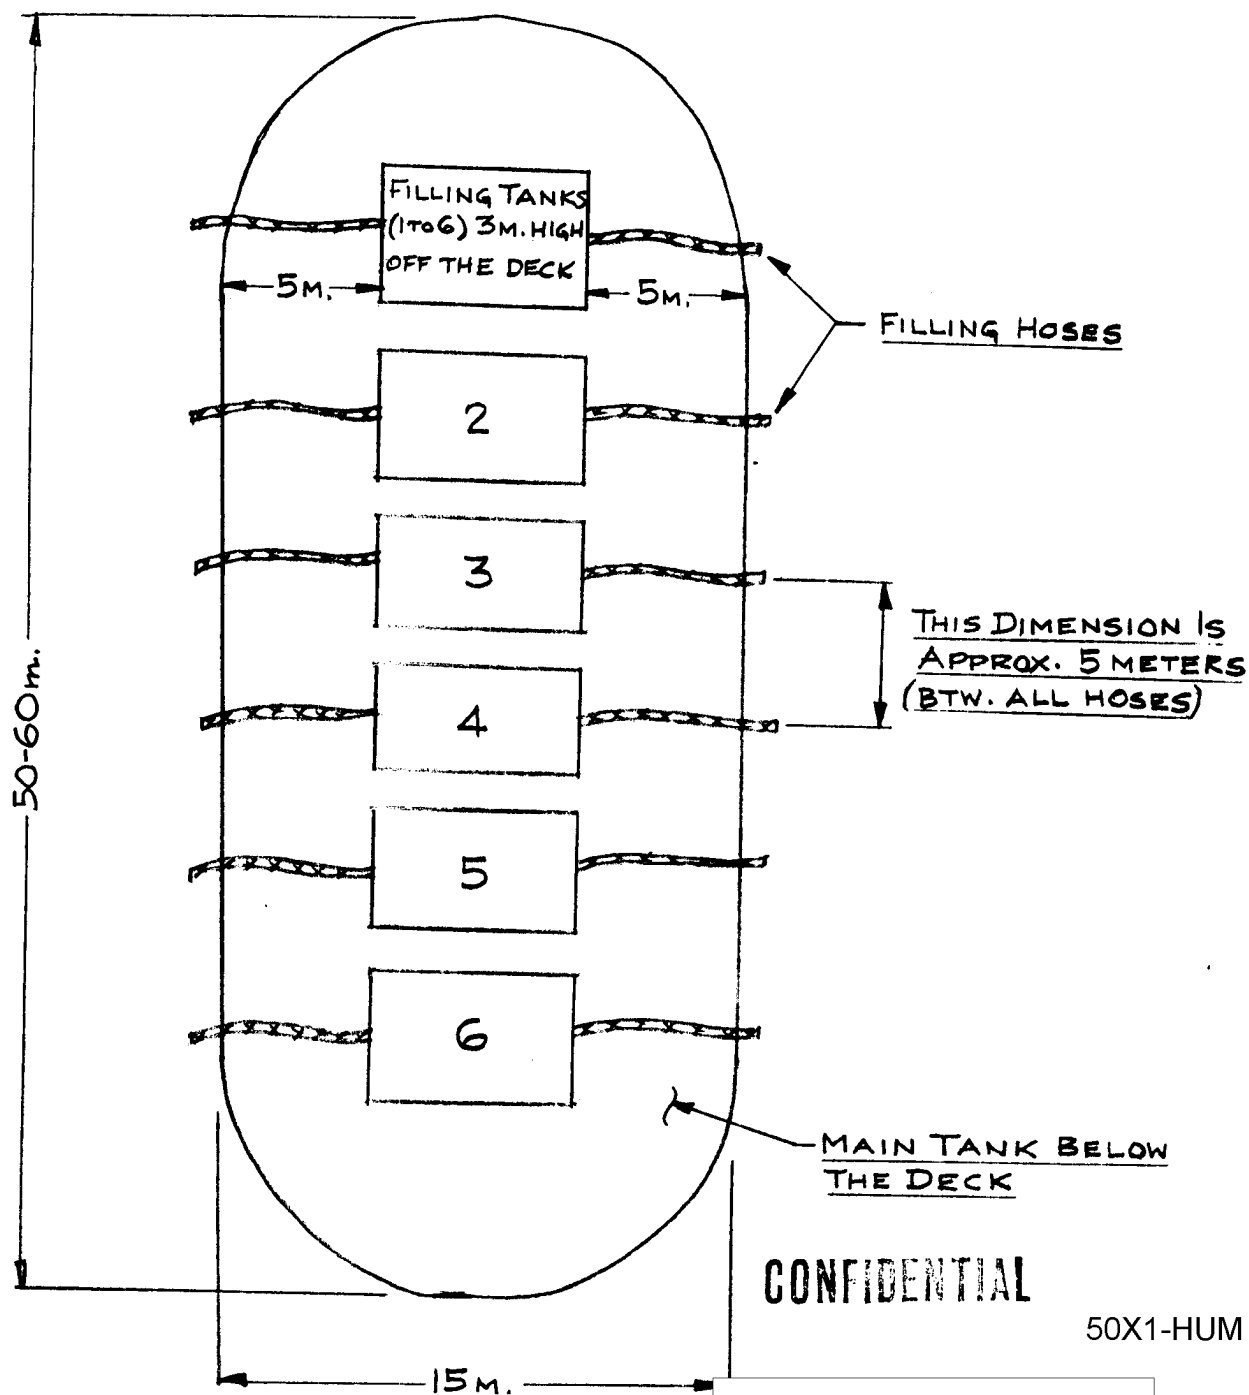 FILLING TANKS
(1 TO 6) 3M. HIGH
OFF THE DECK
5M.
5M.
FILLING HOSES
2
3
THIS DIMENSION IS
APPROX. 5 METERS
(BTW. ALL HOSES)
4
50-60m.
5
6
MAIN TANK BELOW
THE DECK
CONFIDENTIAL
50X1-HUM
15M.